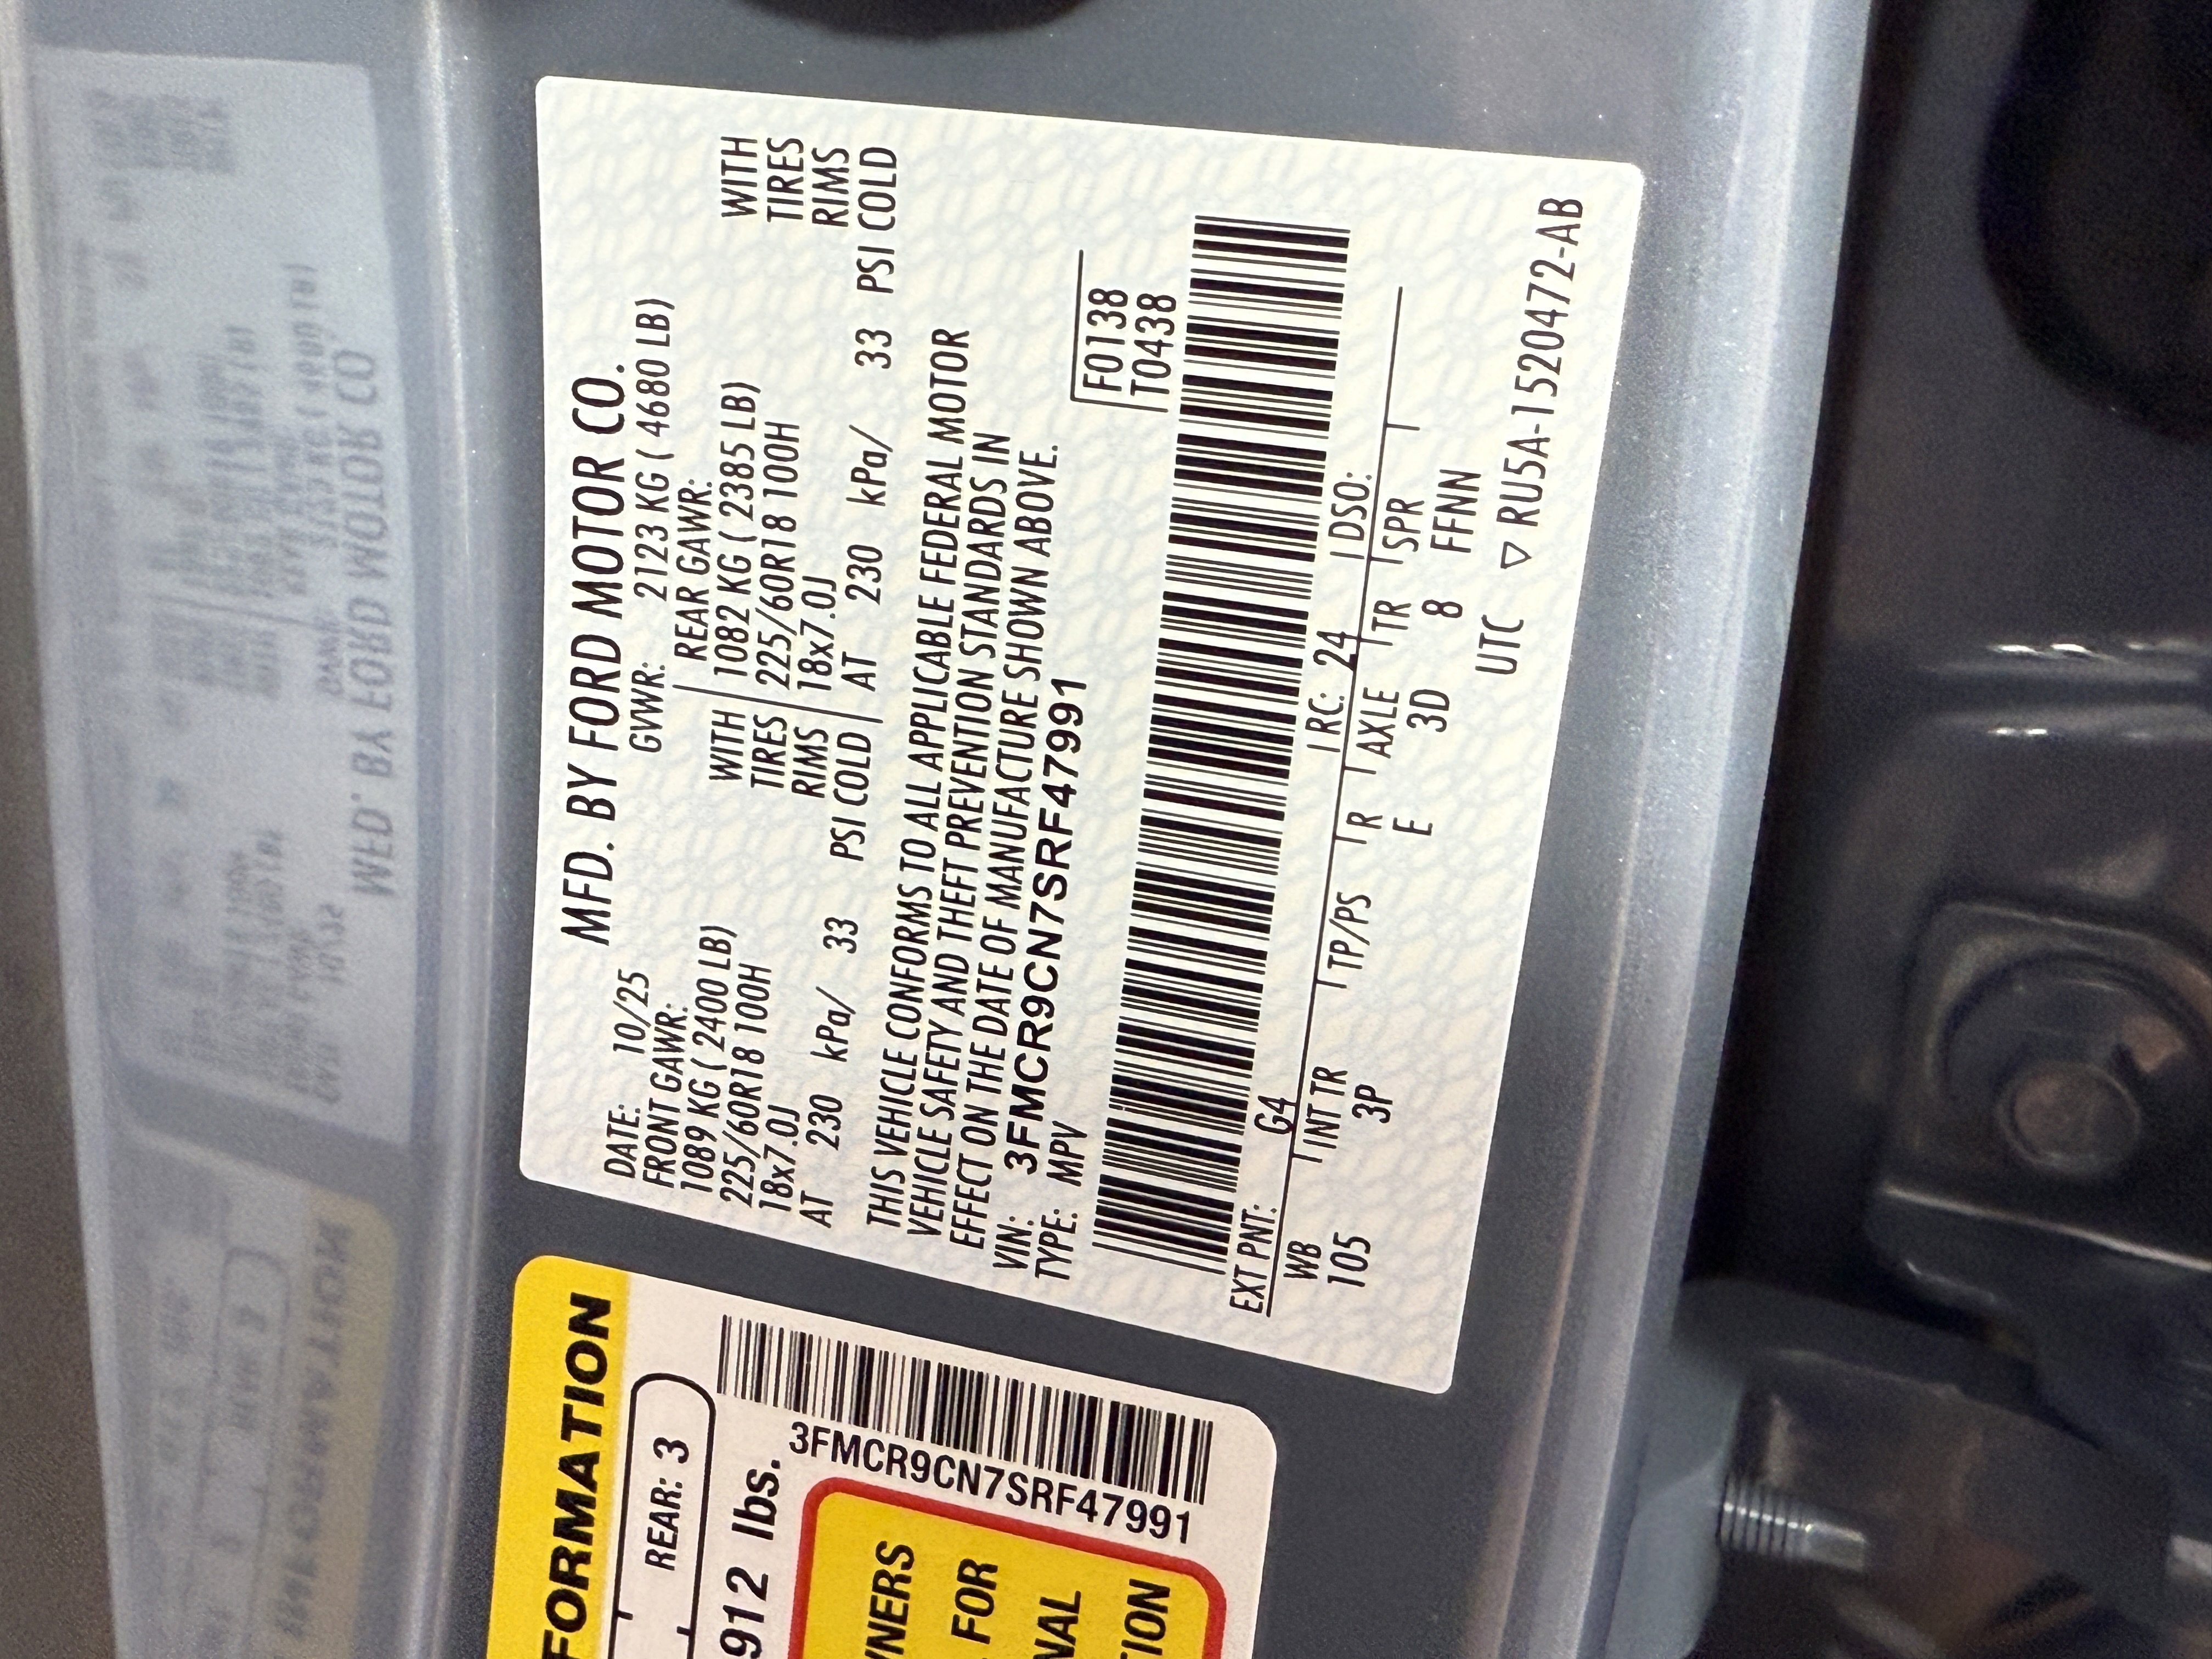 MFD. BY FORD MOTOR CO.
DATE: 10/25 GVWR: 2123 KG ( 4680 LB)
FRONT GAWR: REAR GAWR:
1089 KG ( 2400 LB) WITH 1082 KG ( 2385 LB) WITH
225/60R18 100H TIRES 225/60R18 100H TIRES
18x7.0J RIMS 18x7.0J RIMS
AT 230 kPa/ 33 PSI COLD AT 230 kPa/ 33 PSI COLD
THIS VEHICLE CONFORMS TO ALL APPLICABLE FEDERAL MOTOR
VEHICLE SAFETY AND THEFT PREVENTION STANDARDS IN
EFFECT ON THE DATE OF MANUFACTURE SHOWN ABOVE.
VIN: 3FMCR9CN7SRF47991
TYPE: MPV
F0138
T0438
EXT PNT: G4 RC: 24 DSO:
WB INT TR TP/PS R AXLE TR SPR
105 3P E 3D 8 FFNN
UTC ▽ RU5A-1520472-AB
FORMATION
REAR: 3
912 lbs.
3FMCR9CN7SRF47991
WNERS
FOR
NAL
TION